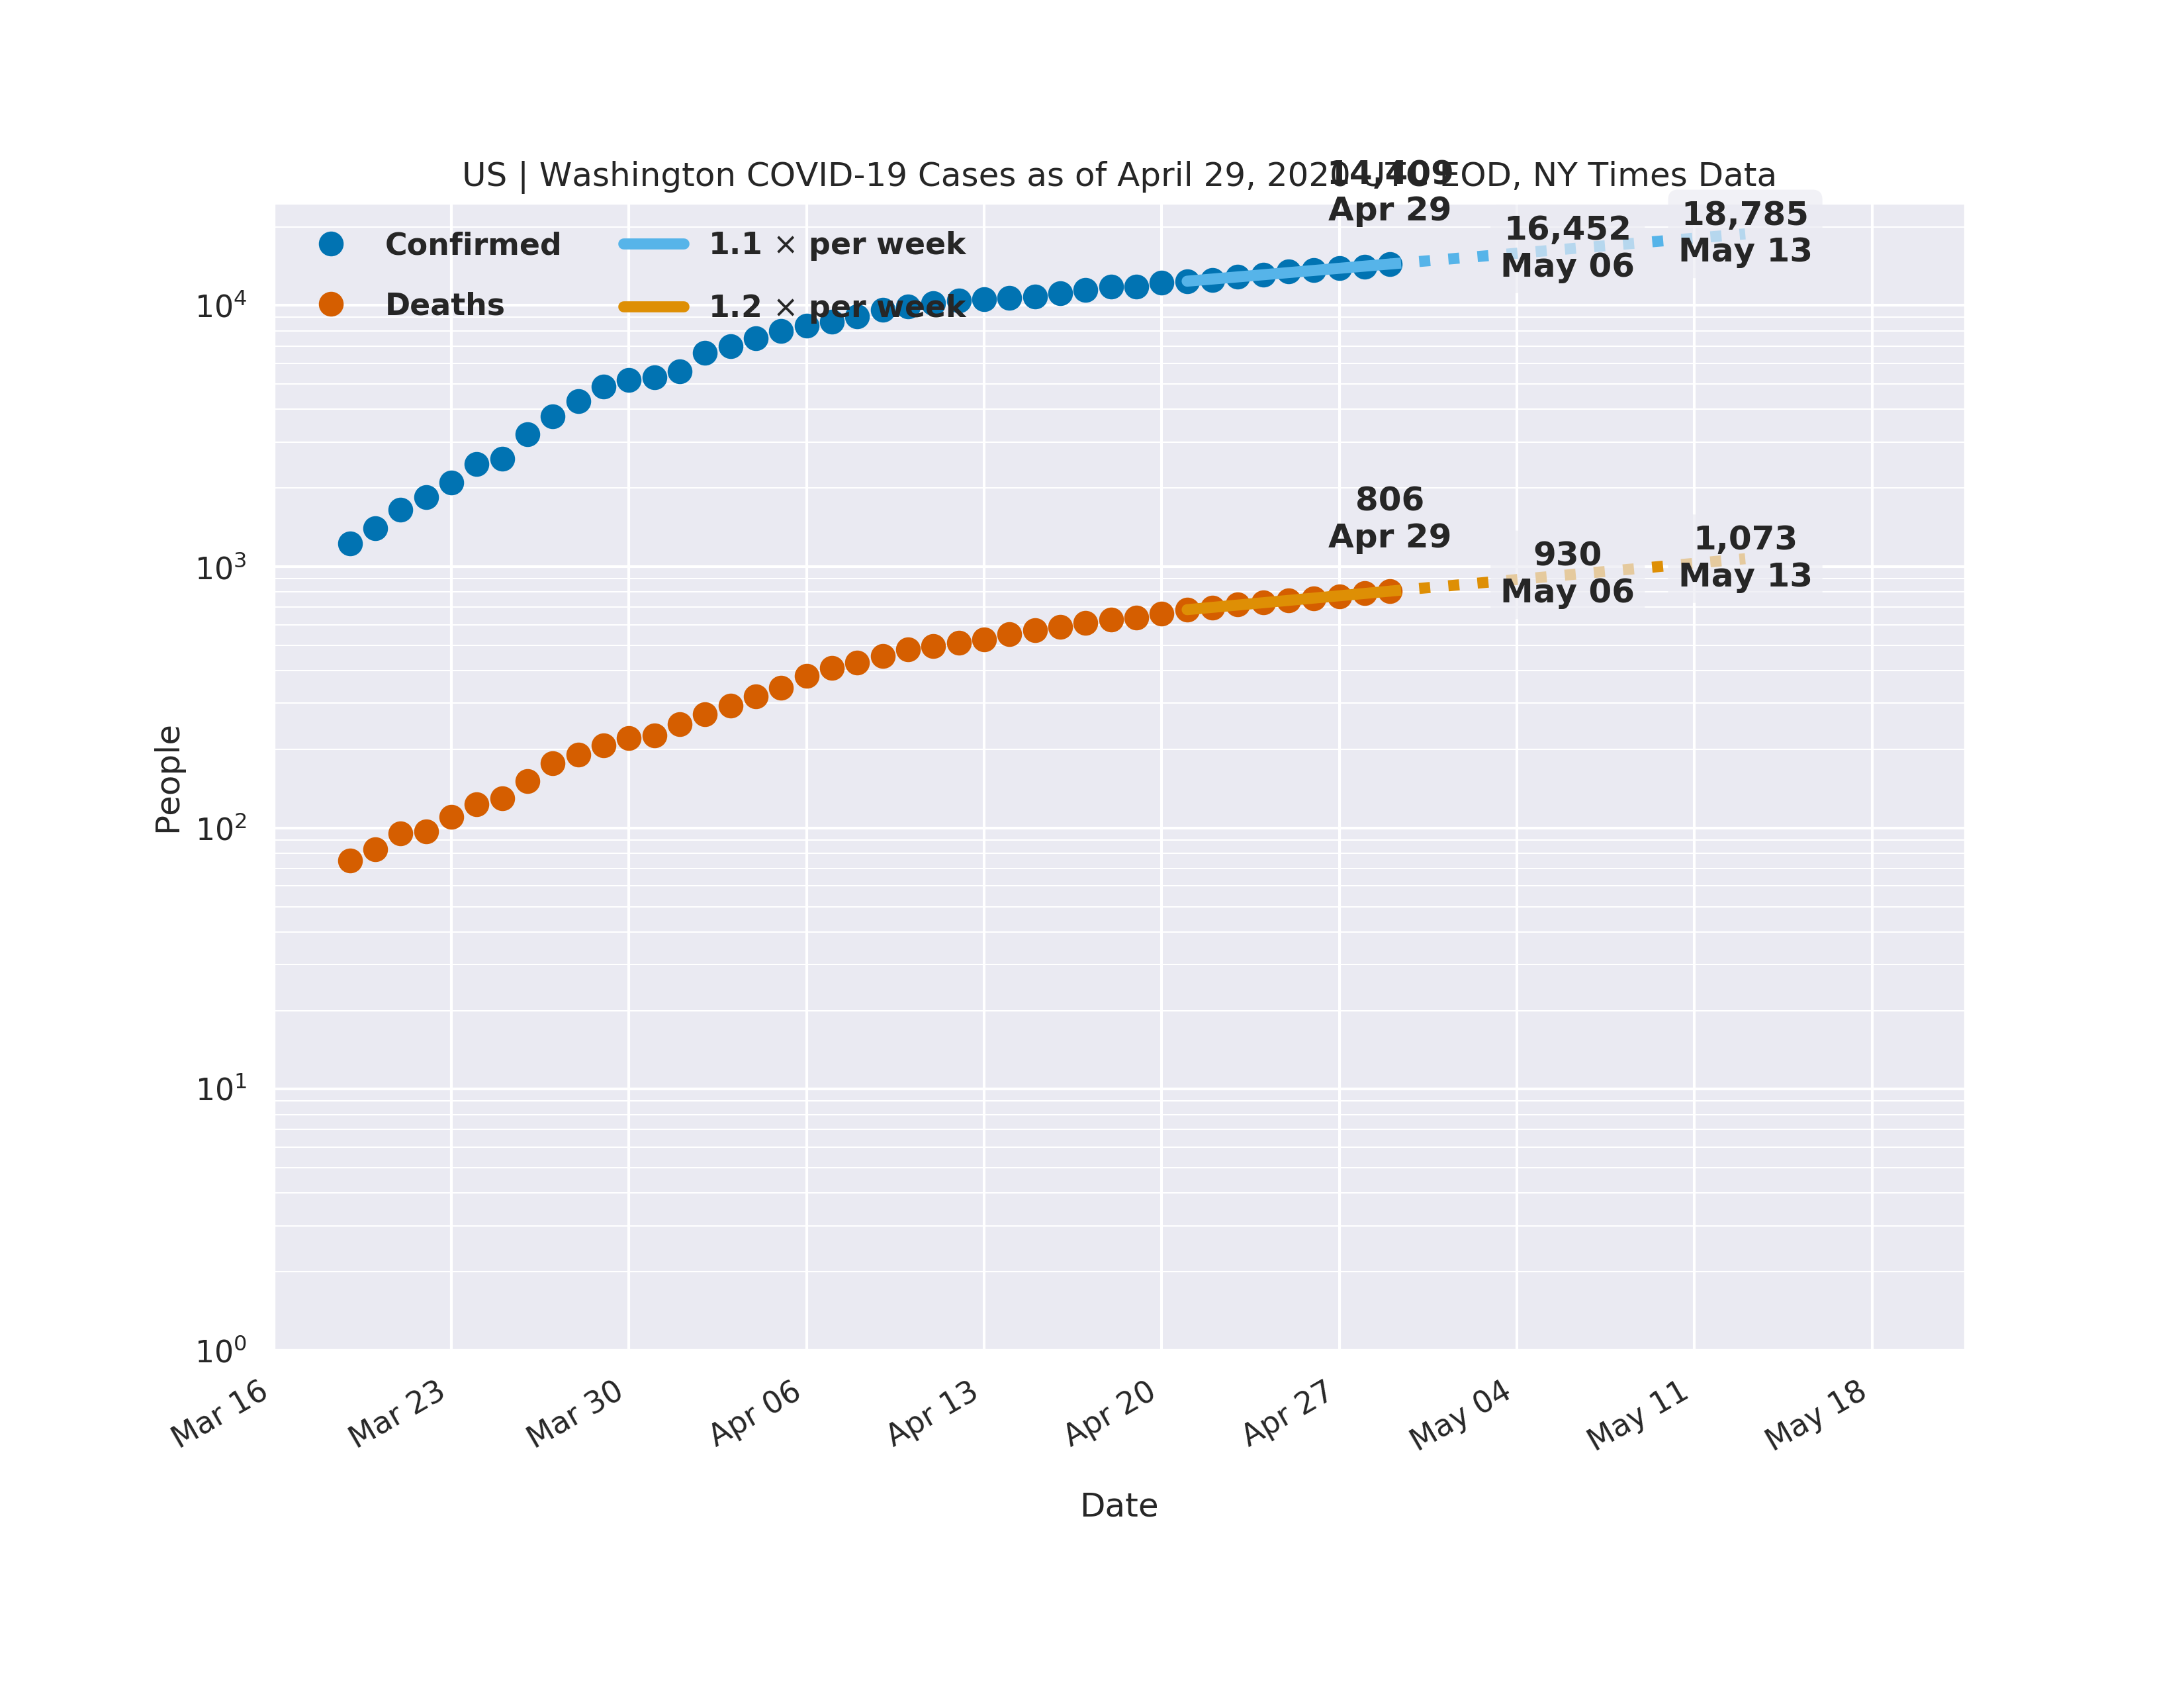 US | Washington COVID-19 Cases as of April 29, 2020 UTC EOD, NY Times Data
14,409
Apr 29
16,452
May 06
18,785
May 13
Confirmed
1.1 × per week
Deaths
1.2 × per week
806
Apr 29
930
May 06
1,073
May 13
People
10⁴
10³
10²
10¹
10⁰
Mar 16
Mar 23
Mar 30
Apr 06
Apr 13
Apr 20
Apr 27
May 04
May 11
May 18
Date